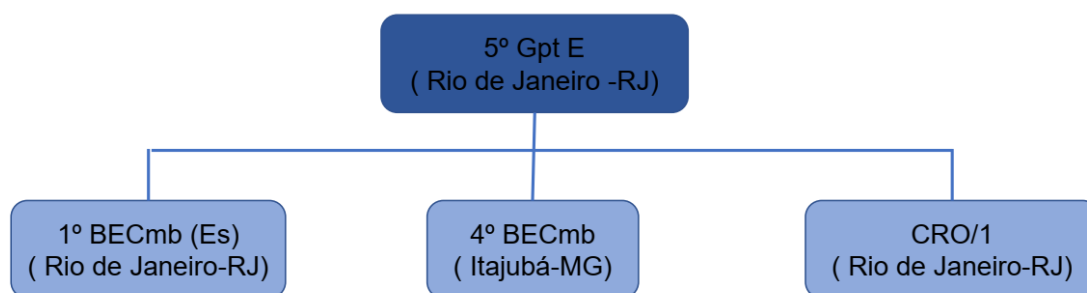 5º Gpt E
( Rio de Janeiro -RJ)
1º BECmb (Es)
( Rio de Janeiro-RJ)
4º BECmb
( Itajubá-MG)
CRO/1
( Rio de Janeiro-RJ)